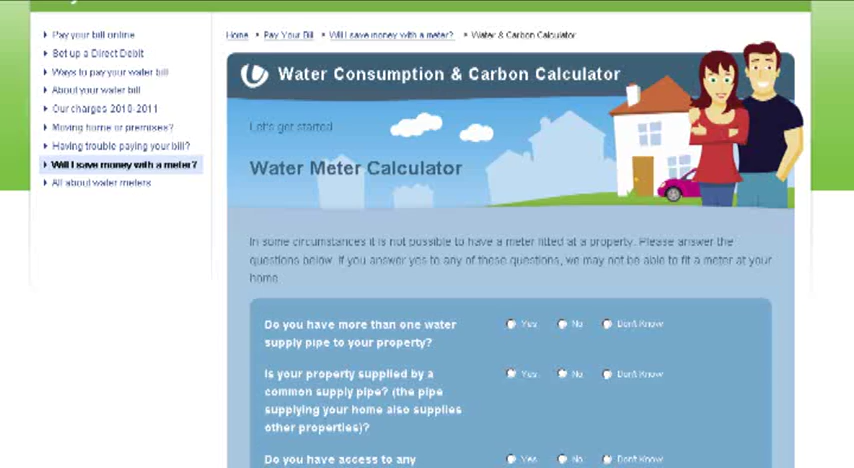 Pay your bill online
Set up a Direct Debit
Ways to pay your water bill
About your water bill
Our charges 2010-2011
Moving home or premises?
Having trouble paying your bill?
Will I save money with a meter?
All about water meters
Home Pay Your Bill Will I save money with a meter? Water & Carbon Calculator
Water Consumption & Carbon Calculator
Let's get started
Water Meter Calculator
In some circumstances it is not possible to have a meter fitted at a property. Please answer the
questions below. If you answer yes to any of these questions, we may not be able to fit a meter at your
home.
Do you have more than one water
supply pipe to your property?
Yes No Don't Know
Is your property supplied by a
common supply pipe? (the pipe
supplying your home also supplies
other properties)?
Yes No Don't Know
Do you have access to any
Yes No Don't Know